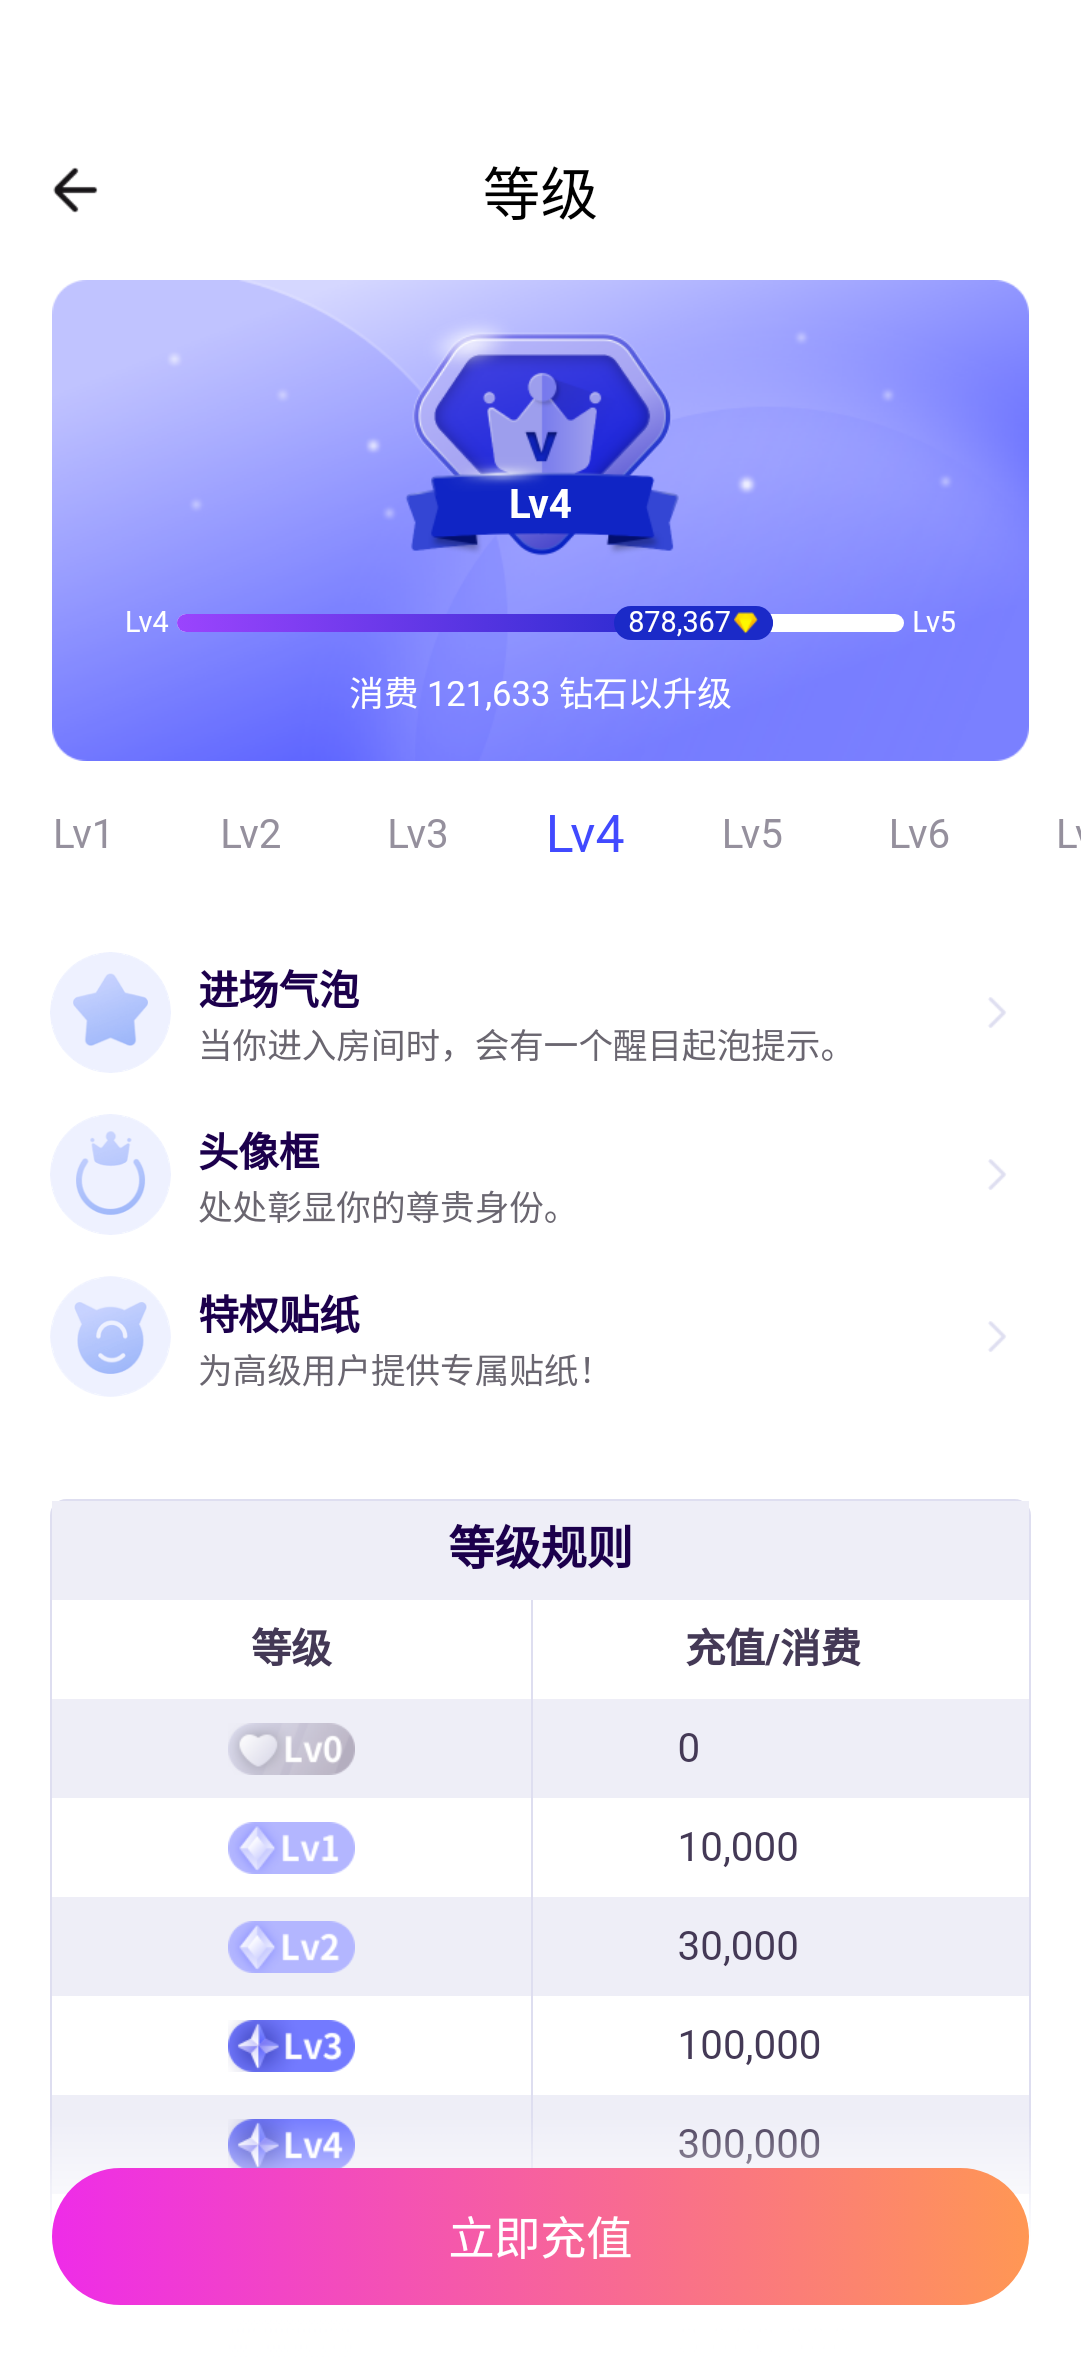 等级
V
Lv4
Lv4 878,367 Lv5
消费 121,633 钻石以升级
Lv1 Lv2 Lv3 Lv4 Lv5 Lv6
进场气泡
当你进入房间时，会有一个醒目起泡提示。
头像框
处处彰显你的尊贵身份。
特权贴纸
为高级用户提供专属贴纸！
等级规则
等级 充值/消费
Lv0 0
Lv1 10,000
Lv2 30,000
Lv3 100,000
Lv4 300,000
立即充值